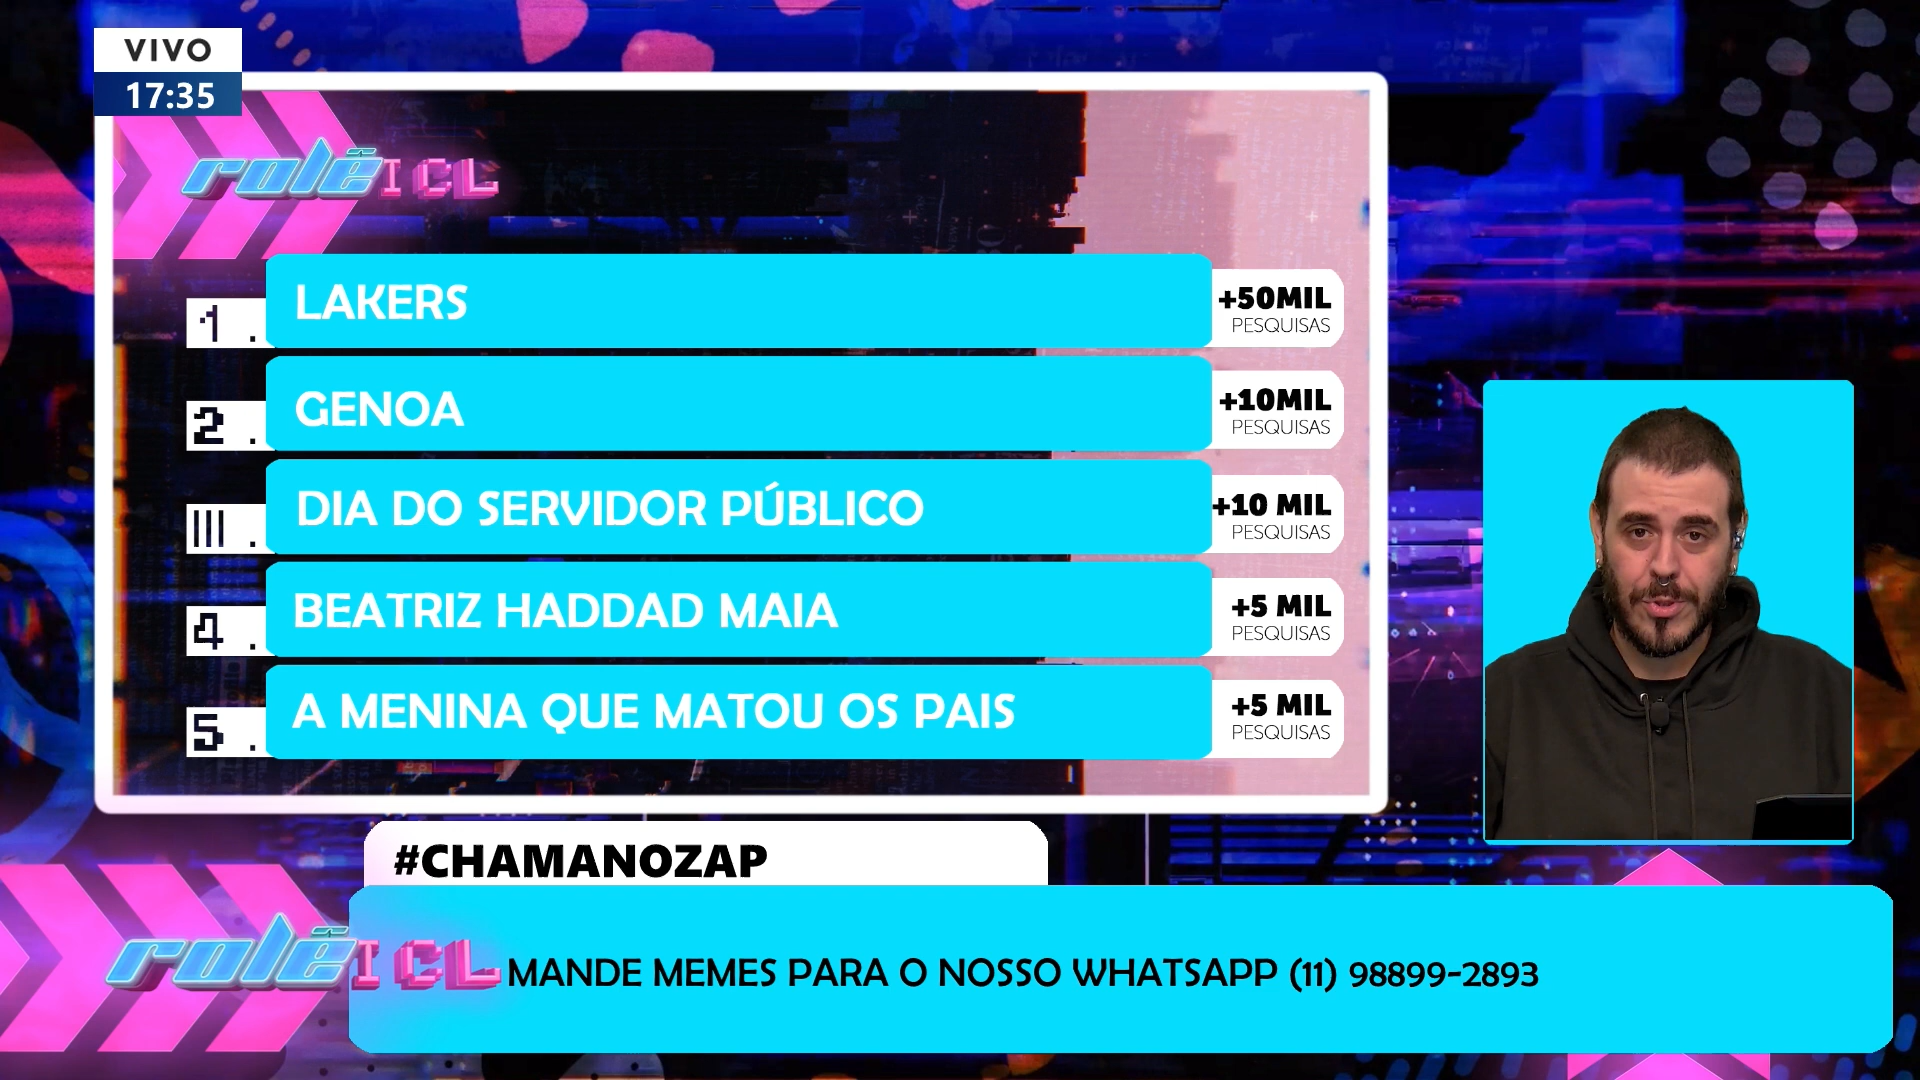 VIVO
17:35
rolê ICL
1. LAKERS +50MIL PESQUISAS
2. GENOA +10MIL PESQUISAS
III. DIA DO SERVIDOR PÚBLICO +10 MIL PESQUISAS
4. BEATRIZ HADDAD MAIA +5 MIL PESQUISAS
5. A MENINA QUE MATOU OS PAIS +5 MIL PESQUISAS
#CHAMANOZAP
rolê ICL MANDE MEMES PARA O NOSSO WHATSAPP (11) 98899-2893